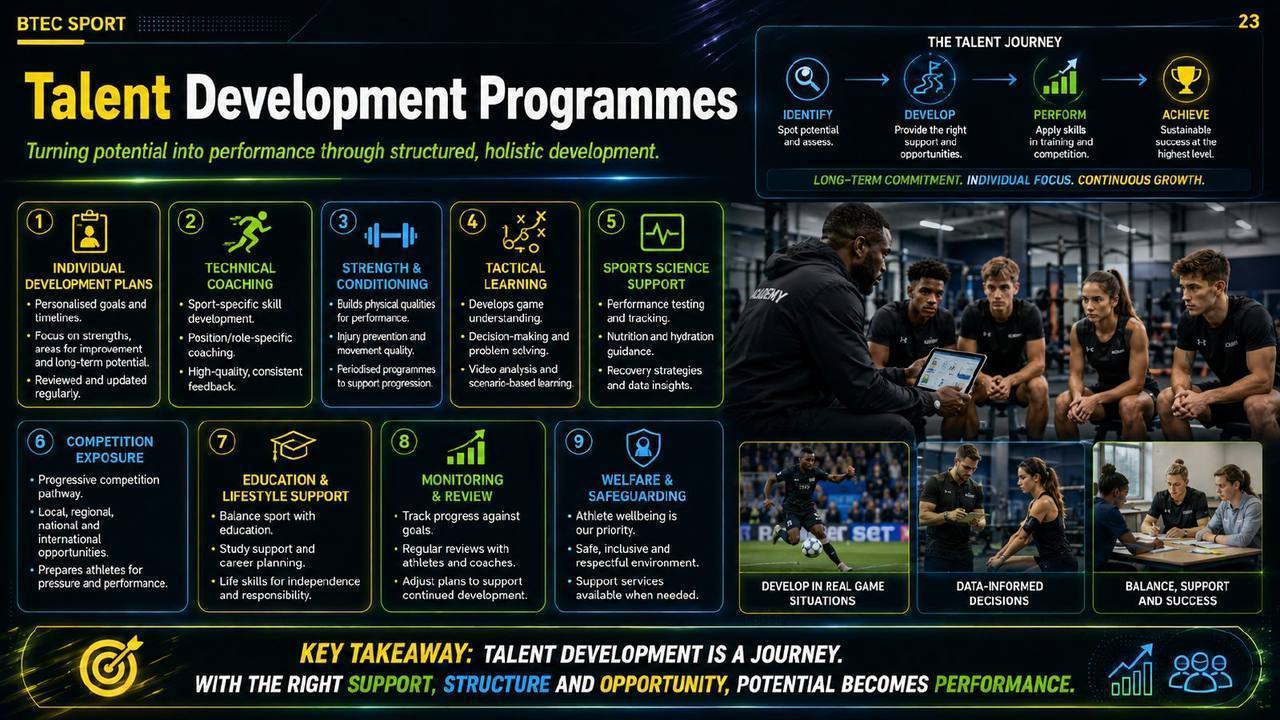 BTEC SPORT
23
Talent Development Programmes
Turning potential into performance through structured, holistic development.
THE TALENT JOURNEY
IDENTIFY
Spot potential
and assess.
DEVELOP
Provide the right
support and
opportunities.
PERFORM
Apply skills
in training and
competition.
ACHIEVE
Sustainable
success at the
highest level.
LONG-TERM COMMITMENT. INDIVIDUAL FOCUS. CONTINUOUS GROWTH.
1
INDIVIDUAL
DEVELOPMENT PLANS
• Personalised goals and
timelines.
• Focus on strengths,
areas for improvement
and long-term potential.
• Reviewed and updated
regularly.
2
TECHNICAL
COACHING
• Sport-specific skill
development.
• Position/role-specific
coaching.
• High-quality, consistent
feedback.
3
STRENGTH &
CONDITIONING
• Builds physical qualities
for performance.
• Injury prevention and
movement quality.
• Periodised programmes
to support progression.
4
TACTICAL
LEARNING
• Develops game
understanding.
• Decision-making and
problem solving.
• Video analysis and
scenario-based learning.
5
SPORTS SCIENCE
SUPPORT
• Performance testing
and tracking.
• Nutrition and hydration
guidance.
• Recovery strategies
and data insights.
ACADEMY
6
COMPETITION
EXPOSURE
• Progressive competition
pathway.
• Local, regional,
national and
international
opportunities.
• Prepares athletes for
pressure and performance.
7
EDUCATION &
LIFESTYLE SUPPORT
• Balance sport with
education.
• Study support and
career planning.
• Life skills for independence
and responsibility.
8
MONITORING
& REVIEW
• Track progress against
goals.
• Regular reviews with
athletes and coaches.
• Adjust plans to support
continued development.
9
WELFARE &
SAFEGUARDING
• Athlete wellbeing is
our priority.
• Safe, inclusive and
respectful environment.
• Support services
available when needed.
DEVELOP IN REAL GAME
SITUATIONS
DATA-INFORMED
DECISIONS
BALANCE, SUPPORT
AND SUCCESS
KEY TAKEAWAY: TALENT DEVELOPMENT IS A JOURNEY.
WITH THE RIGHT SUPPORT, STRUCTURE AND OPPORTUNITY, POTENTIAL BECOMES PERFORMANCE.